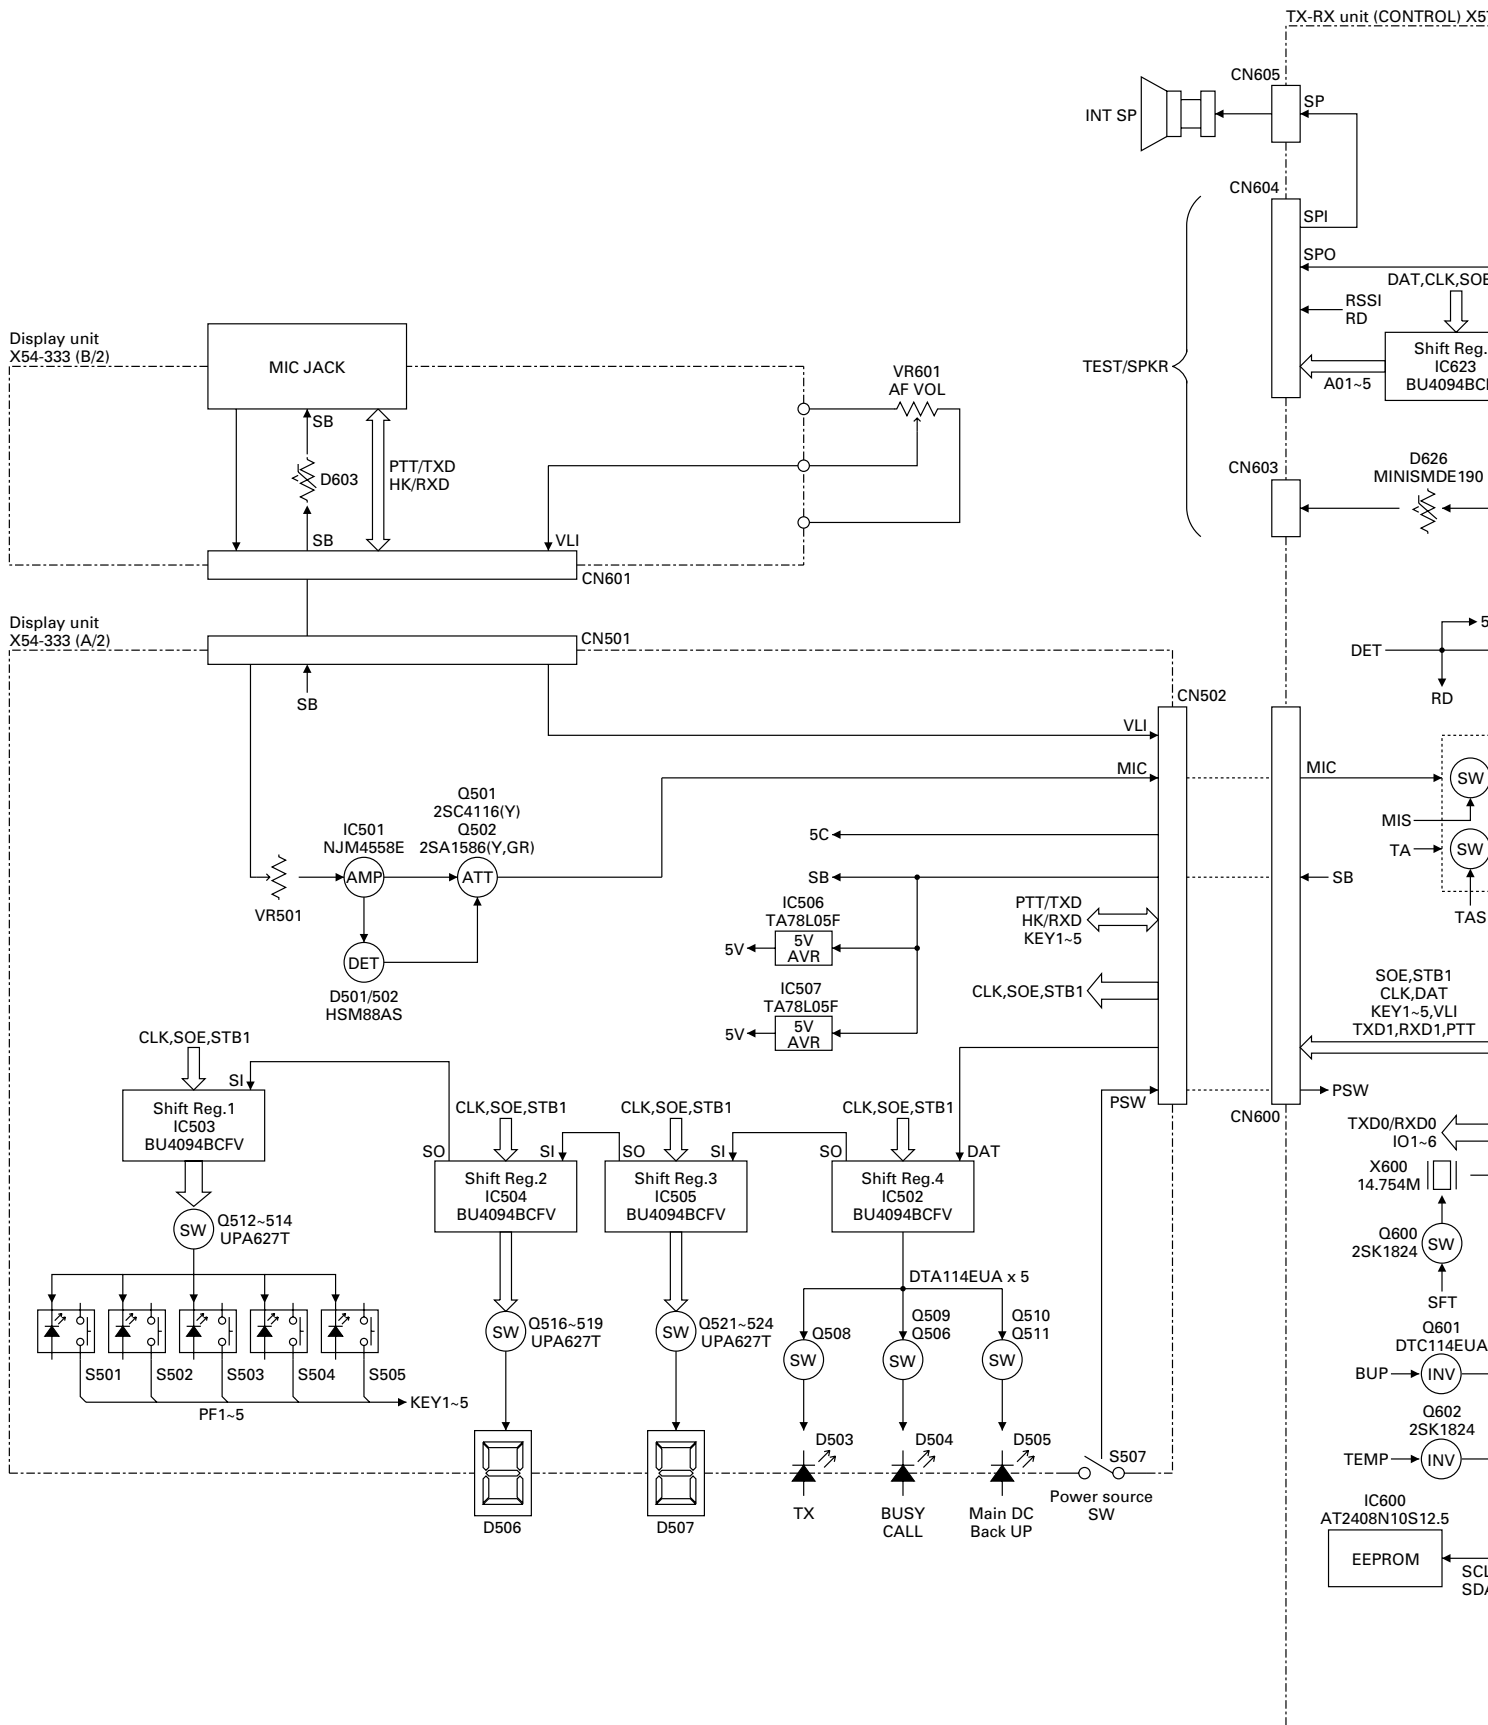 TX-RX unit (CONTROL) X5
CN605
SP
INT SP
CN604
SPI
SPO
DAT,CLK,SOE
RSSI
RD
Shift Reg.
IC623
BU4094BC
A01~5
TEST/SPKR
CN603
D626
MINISMDE190
Display unit
X54-333 (B/2)
MIC JACK
VR601
AF VOL
SB
D603
PTT/TXD
HK/RXD
SB
VLI
CN601
Display unit
X54-333 (A/2)
CN501
SB
DET
5
RD
CN502
VLI
MIC
MIC
SW
MIS
TA
SW
TAS
Q501
2SC4116(Y)
Q502
2SA1586(Y,GR)
IC501
NJM4558E
AMP
ATT
VR501
DET
D501/502
HSM88AS
5C
SB
SB
IC506
TA78L05F
5V
AVR
5V
IC507
TA78L05F
5V
AVR
5V
PTT/TXD
HK/RXD
KEY1~5
CLK,SOE,STB1
SOE,STB1
CLK,DAT
KEY1~5,VLI
TXD1,RXD1,PTT
CLK,SOE,STB1
SI
Shift Reg.1
IC503
BU4094BCFV
CLK,SOE,STB1
SO
SI
Shift Reg.2
IC504
BU4094BCFV
CLK,SOE,STB1
SO
SI
Shift Reg.3
IC505
BU4094BCFV
CLK,SOE,STB1
SO
DAT
Shift Reg.4
IC502
BU4094BCFV
PSW
PSW
CN600
TXD0/RXD0
IO1~6
X600
14.754M
Q600
2SK1824
SW
SFT
SW
Q512~514
UPA627T
S501
S502
S503
S504
S505
PF1~5
KEY1~5
SW
Q516~519
UPA627T
SW
Q521~524
UPA627T
DTA114EUA x 5
Q508
SW
Q509
Q506
SW
Q510
Q511
SW
Q601
DTC114EUA
BUP
INV
Q602
2SK1824
TEMP
INV
D503
D504
D505
S507
Power source
SW
TX
BUSY
CALL
Main DC
Back UP
D506
D507
IC600
AT2408N10S12.5
EEPROM
SCL
SDA